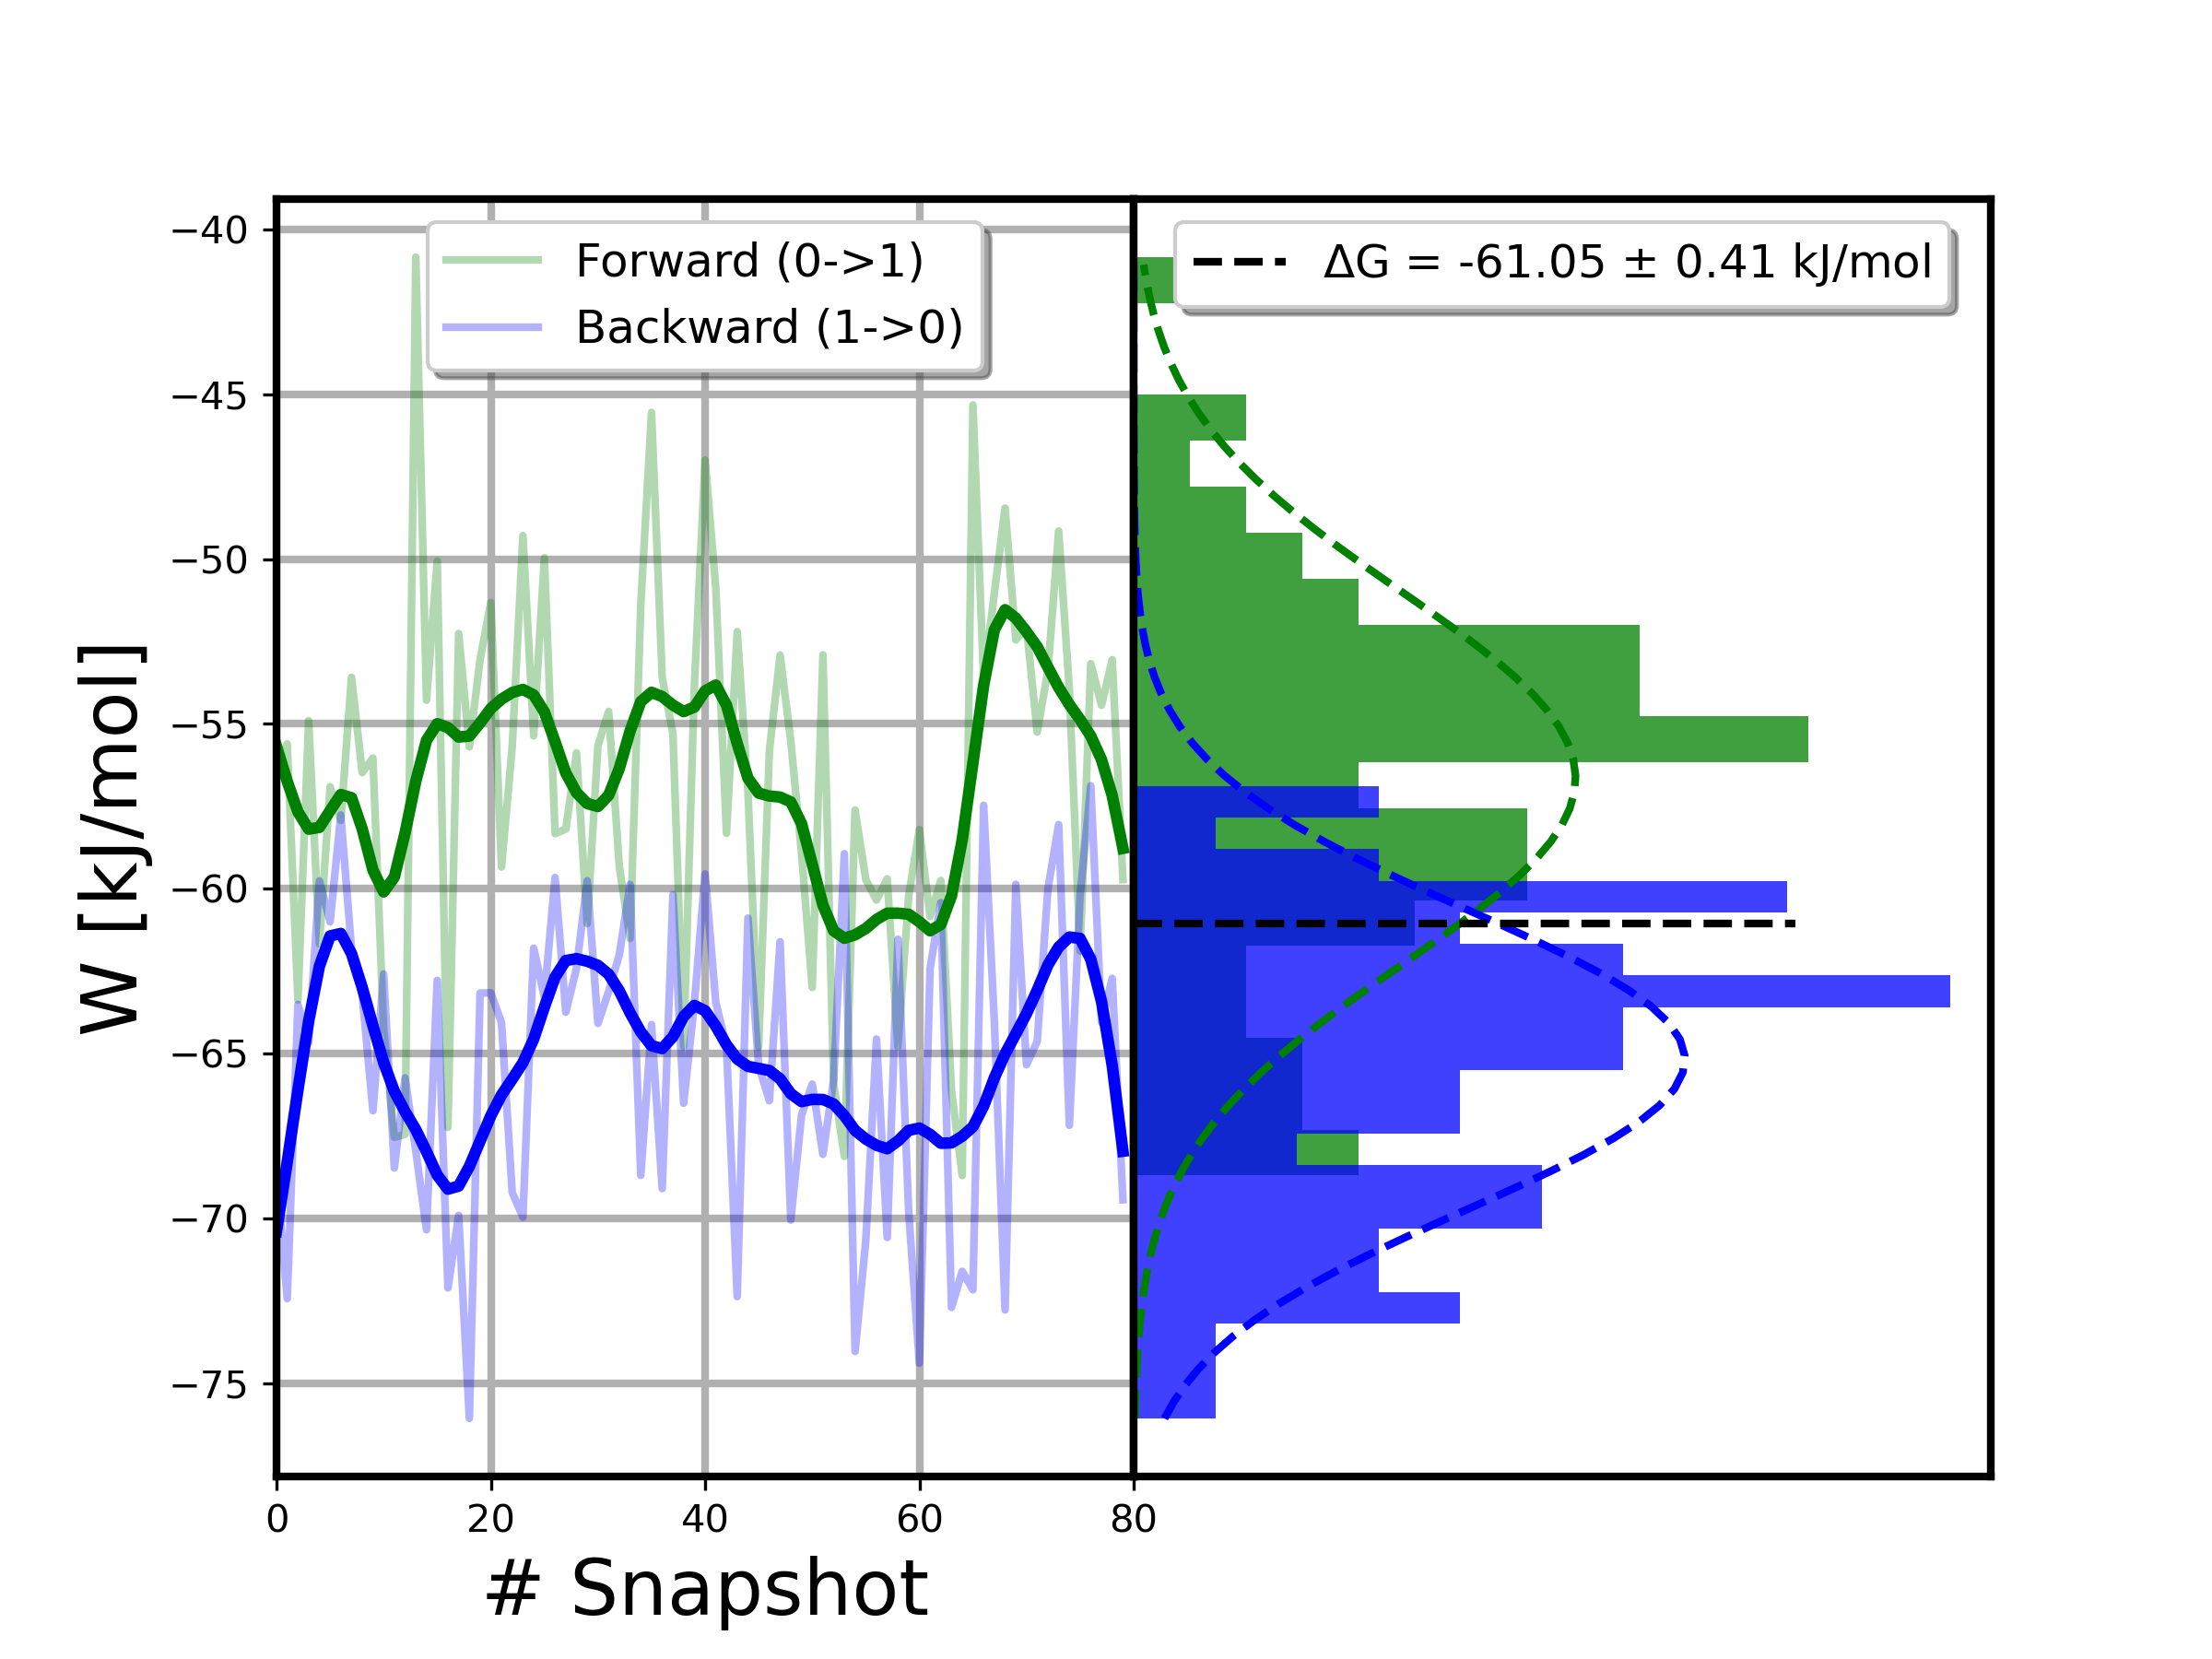 Forward (0->1)
Backward (1->0)
ΔG = -61.05 ± 0.41 kJ/mol
W [kJ/mol]
−40
−45
−50
−55
−60
−65
−70
−75
0 20 40 60 80
# Snapshot